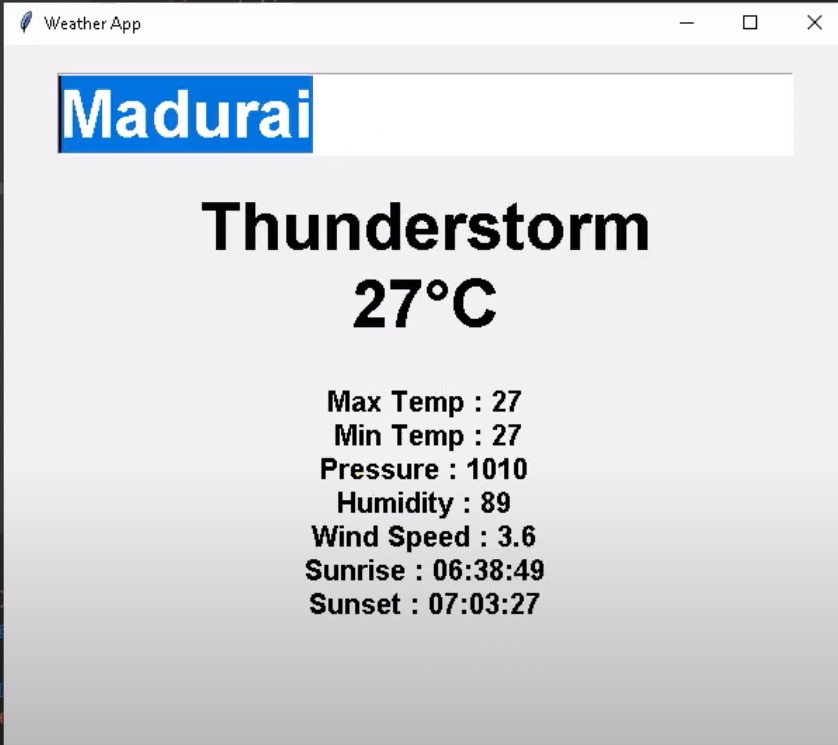 Weather App
Madurai
Thunderstorm
27°C
Max Temp : 27
Min Temp : 27
Pressure : 1010
Humidity : 89
Wind Speed : 3.6
Sunrise : 06:38:49
Sunset : 07:03:27